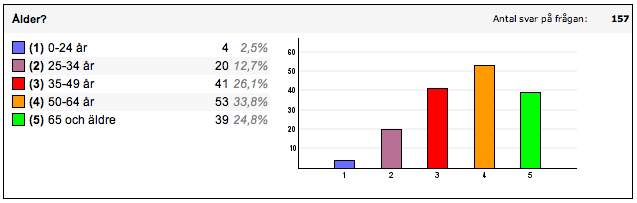 Ålder?
Antal svar på frågan: 157
(1) 0-24 år 4 2,5%
(2) 25-34 år 20 12,7%
(3) 35-49 år 41 26,1%
(4) 50-64 år 53 33,8%
(5) 65 och äldre 39 24,8%
60
50
40
30
20
10
1 2 3 4 5